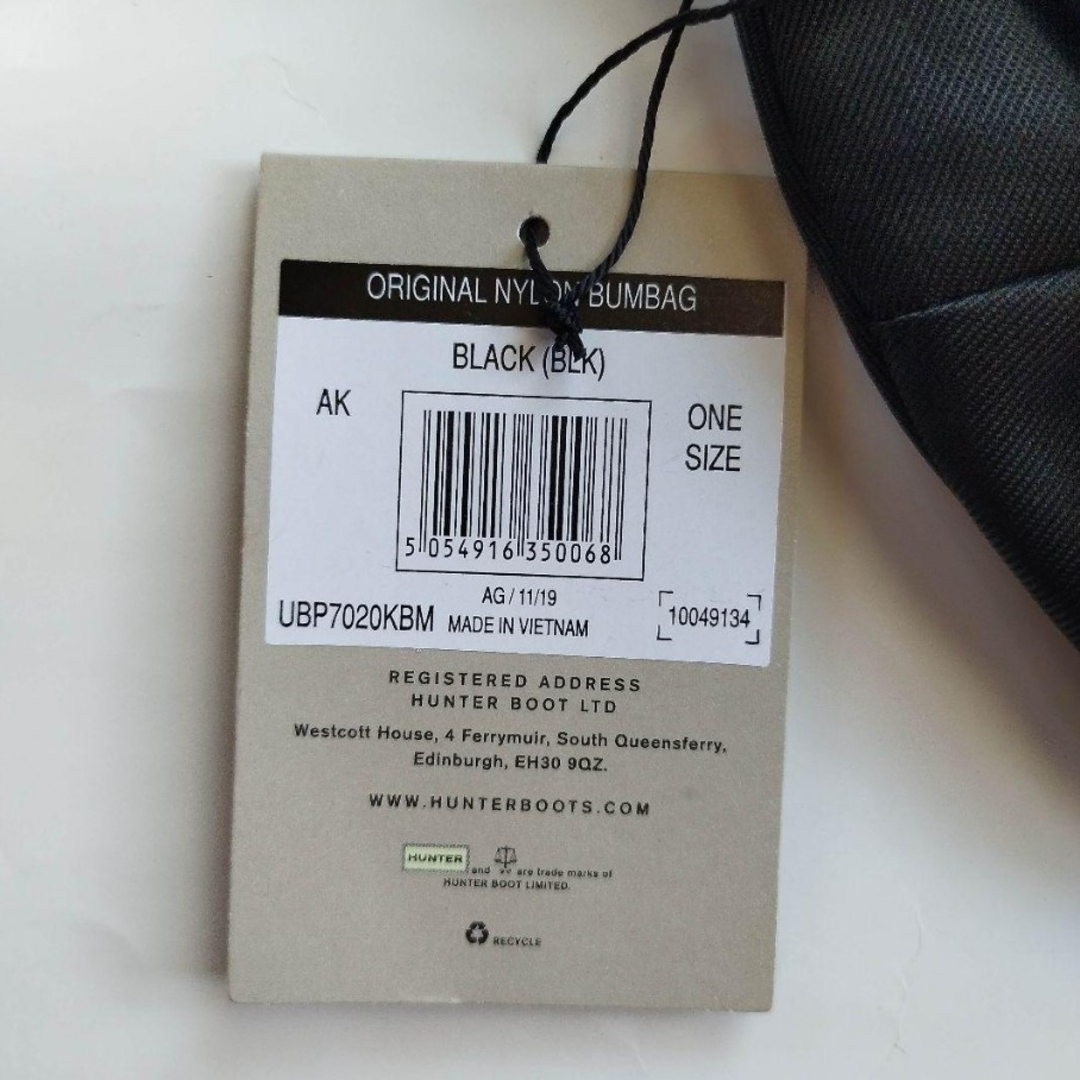 ORIGINAL NYLON BUMBAG
BLACK (BLK)
AK
ONE
SIZE
5 054916 350068
AG / 11/19
UBP7020KBM MADE IN VIETNAM
10049134
REGISTERED ADDRESS
HUNTER BOOT LTD
Westcott House, 4 Ferrymuir, South Queensferry,
Edinburgh, EH30 9QZ.
WWW.HUNTERBOOTS.COM
HUNTER and are trade marks of
HUNTER BOOT LIMITED.
RECYCLE